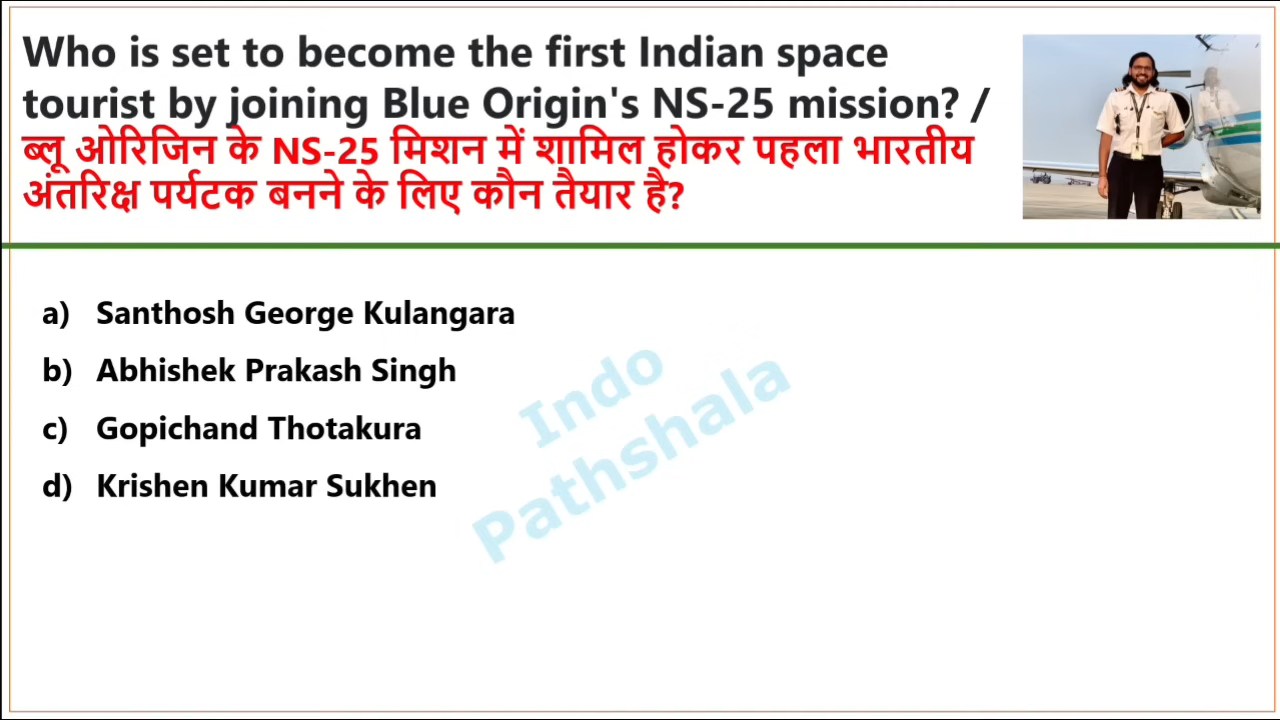 Who is set to become the first Indian space
tourist by joining Blue Origin's NS-25 mission? /
ब्लू ओरिजिन के NS-25 मिशन में शामिल होकर पहला भारतीय
अंतरिक्ष पर्यटक बनने के लिए कौन तैयार है?
a) Santhosh George Kulangara
b) Abhishek Prakash Singh
c) Gopichand Thotakura
d) Krishen Kumar Sukhen
Indo
Pathshala